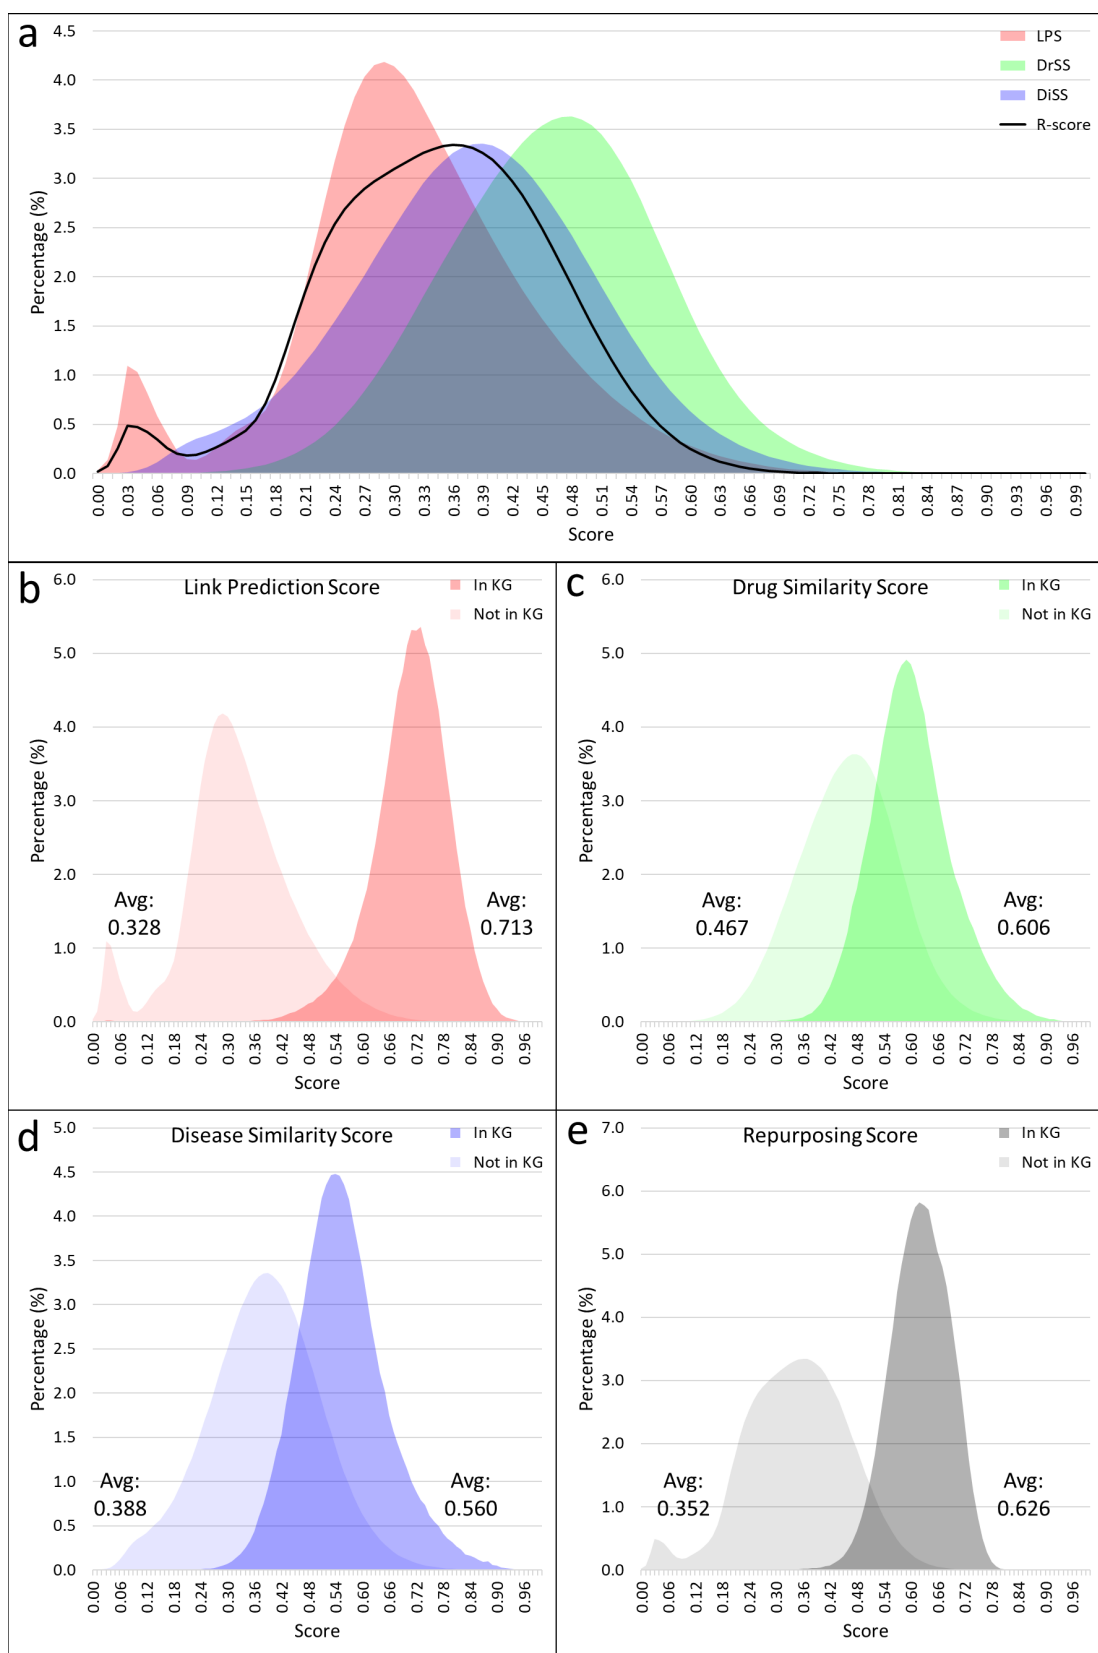 a
4.5
4.0
3.5
3.0
2.5
2.0
1.5
1.0
0.5
0.0
Percentage (%)
LPS
DrSS
DiSS
R-score
0.00 0.03 0.06 0.09 0.12 0.15 0.18 0.21 0.24 0.27 0.30 0.33 0.36 0.39 0.42 0.45 0.48 0.51 0.54 0.57 0.60 0.63 0.66 0.69 0.72 0.75 0.78 0.81 0.84 0.87 0.90 0.93 0.96 0.99
Score
b
Link Prediction Score
In KG
Not in KG
6.0
5.0
4.0
3.0
2.0
1.0
0.0
Percentage (%)
Avg:
0.328
Avg:
0.713
0.00 0.06 0.12 0.18 0.24 0.30 0.36 0.42 0.48 0.54 0.60 0.66 0.72 0.78 0.84 0.90 0.96
Score
c
Drug Similarity Score
In KG
Not in KG
6.0
5.0
4.0
3.0
2.0
1.0
0.0
Percentage (%)
Avg:
0.467
Avg:
0.606
0.00 0.06 0.12 0.18 0.24 0.30 0.36 0.42 0.48 0.54 0.60 0.66 0.72 0.78 0.84 0.90 0.96
Score
d
Disease Similarity Score
In KG
Not in KG
5.0
4.5
4.0
3.5
3.0
2.5
2.0
1.5
1.0
0.5
0.0
Percentage (%)
Avg:
0.388
Avg:
0.560
0.00 0.06 0.12 0.18 0.24 0.30 0.36 0.42 0.48 0.54 0.60 0.66 0.72 0.78 0.84 0.90 0.96
Score
e
Repurposing Score
In KG
Not in KG
7.0
6.0
5.0
4.0
3.0
2.0
1.0
0.0
Percentage (%)
Avg:
0.352
Avg:
0.626
0.00 0.06 0.12 0.18 0.24 0.30 0.36 0.42 0.48 0.54 0.60 0.66 0.72 0.78 0.84 0.90 0.96
Score